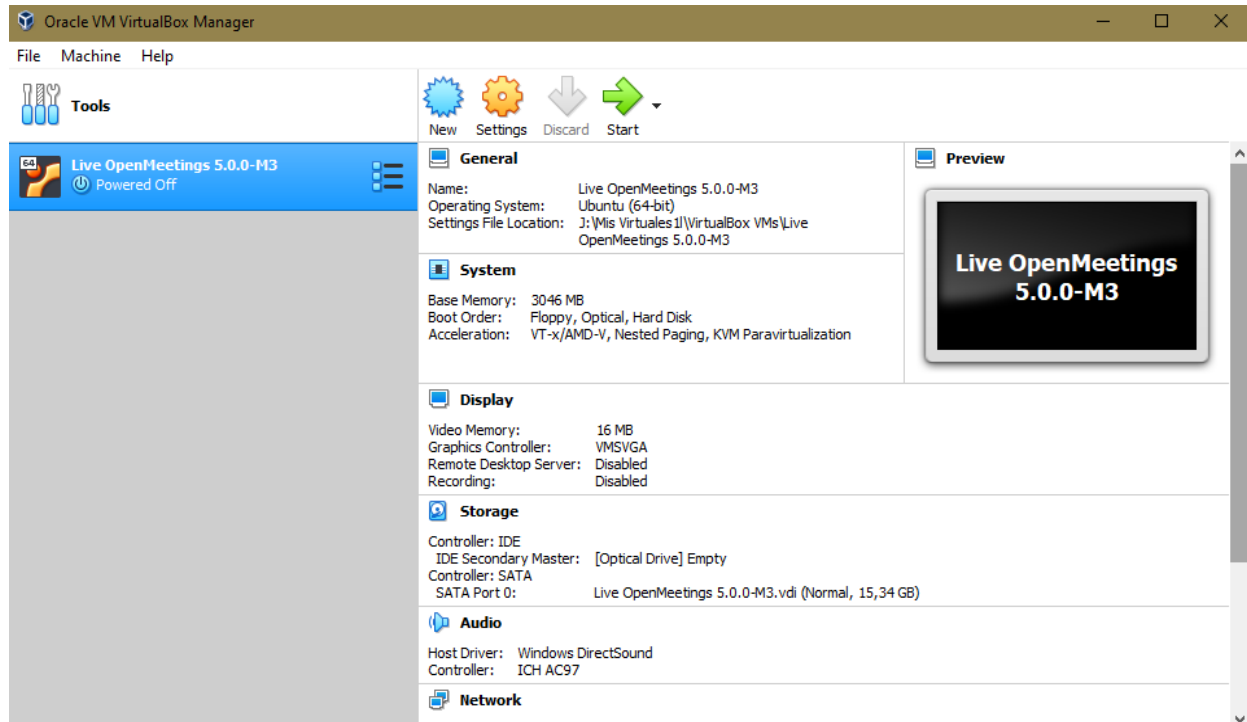 Oracle VM VirtualBox Manager
File Machine Help
Tools
New Settings Discard Start
64
Live OpenMeetings 5.0.0-M3
Powered Off
General
Name: Live OpenMeetings 5.0.0-M3
Operating System: Ubuntu (64-bit)
Settings File Location: J:\Mis Virtuales1l\VirtualBox VMs\Live
OpenMeetings 5.0.0-M3
Preview
Live OpenMeetings
5.0.0-M3
System
Base Memory: 3046 MB
Boot Order: Floppy, Optical, Hard Disk
Acceleration: VT-x/AMD-V, Nested Paging, KVM Paravirtualization
Display
Video Memory: 16 MB
Graphics Controller: VMSVGA
Remote Desktop Server: Disabled
Recording: Disabled
Storage
Controller: IDE
IDE Secondary Master: [Optical Drive] Empty
Controller: SATA
SATA Port 0: Live OpenMeetings 5.0.0-M3.vdi (Normal, 15,34 GB)
Audio
Host Driver: Windows DirectSound
Controller: ICH AC97
Network